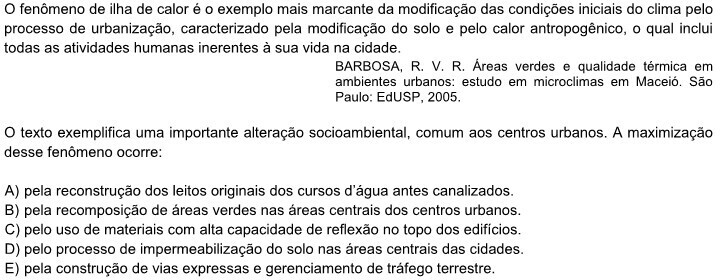 O fenômeno de ilha de calor é o exemplo mais marcante da modificação das condições iniciais do clima pelo
processo de urbanização, caracterizado pela modificação do solo e pelo calor antropogênico, o qual inclui
todas as atividades humanas inerentes à sua vida na cidade.
BARBOSA, R. V. R. Áreas verdes e qualidade térmica em
ambientes urbanos: estudo em microclimas em Maceió. São
Paulo: EdUSP, 2005.
O texto exemplifica uma importante alteração socioambiental, comum aos centros urbanos. A maximização
desse fenômeno ocorre:
A) pela reconstrução dos leitos originais dos cursos d'água antes canalizados.
B) pela recomposição de áreas verdes nas áreas centrais dos centros urbanos.
C) pelo uso de materiais com alta capacidade de reflexão no topo dos edifícios.
D) pelo processo de impermeabilização do solo nas áreas centrais das cidades.
E) pela construção de vias expressas e gerenciamento de tráfego terrestre.